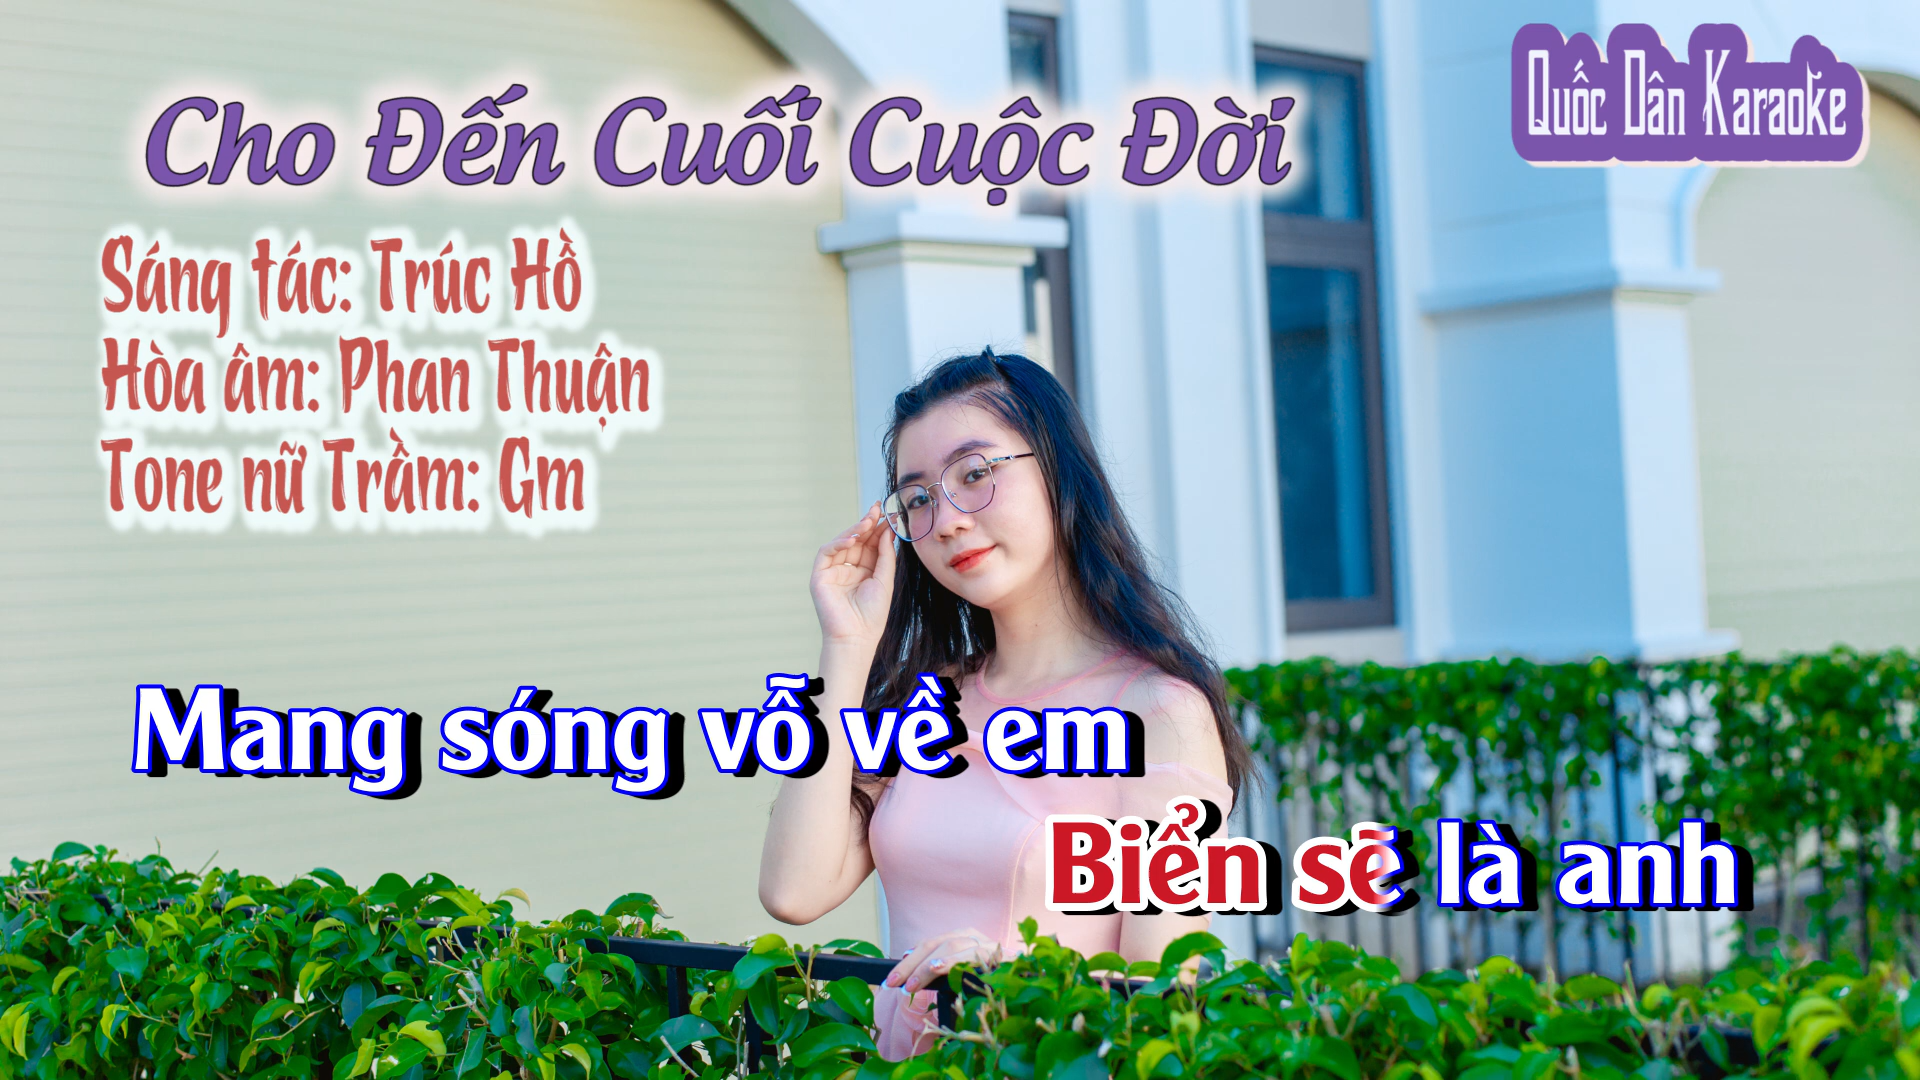 Quốc Dân Karaoke
Cho Đến Cuối Cuộc Đời
Sáng tác: Trúc Hồ
Hòa âm: Phan Thuận
Tone nữ Trầm: Gm
Mang sóng vỗ về em
Biển sẽ là anh